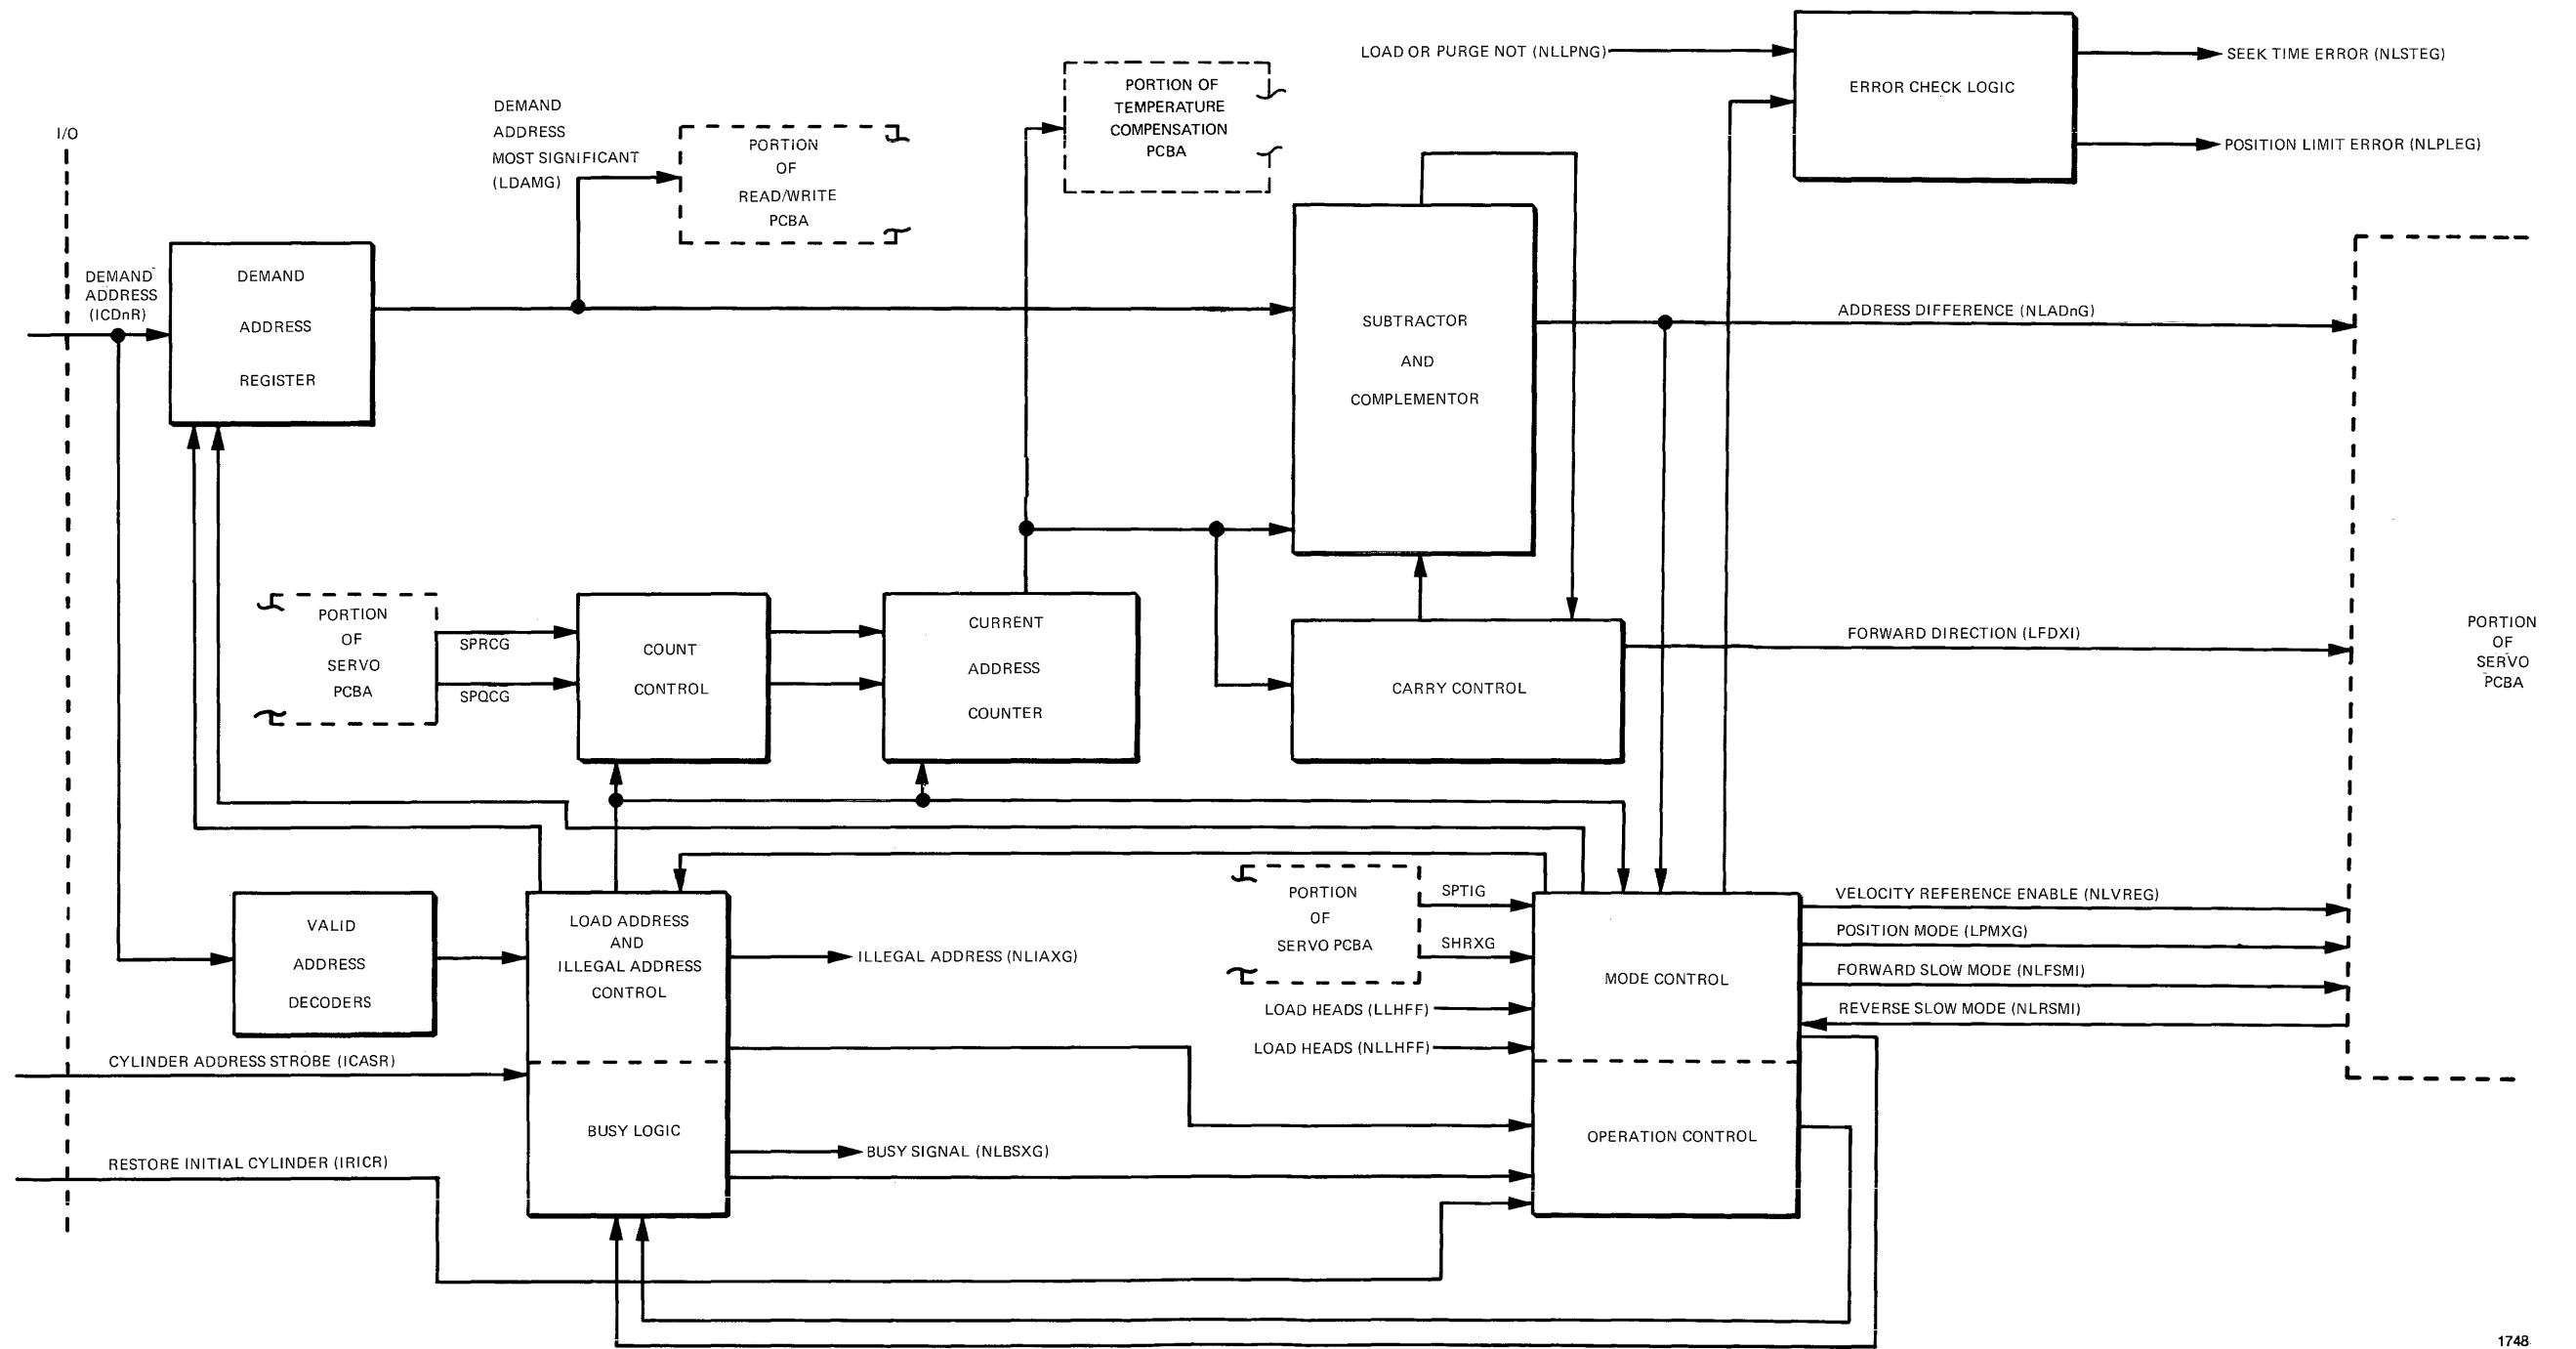 LOAD OR PURGE NOT (NLLPNG)
ERROR CHECK LOGIC
SEEK TIME ERROR (NLSTEG)
POSITION LIMIT ERROR (NLPLEG)
PORTION OF
TEMPERATURE
COMPENSATION
PCBA
DEMAND
ADDRESS
MOST SIGNIFICANT
(LDAMG)
PORTION
OF
READ/WRITE
PCBA
I/O
DEMAND
ADDRESS
(ICDnR)
DEMAND
ADDRESS
REGISTER
SUBTRACTOR
AND
COMPLEMENTOR
ADDRESS DIFFERENCE (NLADnG)
PORTION
OF
SERVO
PCBA
SPRCG
SPQCG
COUNT
CONTROL
CURRENT
ADDRESS
COUNTER
CARRY CONTROL
FORWARD DIRECTION (LFDXI)
PORTION
OF
SERVO
PCBA
VALID
ADDRESS
DECODERS
LOAD ADDRESS
AND
ILLEGAL ADDRESS
CONTROL
BUSY LOGIC
ILLEGAL ADDRESS (NLIAXG)
BUSY SIGNAL (NLBSXG)
PORTION
OF
SERVO PCBA
SPTIG
SHRXG
LOAD HEADS (LLHFF)
LOAD HEADS (NLLHFF)
MODE CONTROL
OPERATION CONTROL
VELOCITY REFERENCE ENABLE (NLVREG)
POSITION MODE (LPMXG)
FORWARD SLOW MODE (NLFSMI)
REVERSE SLOW MODE (NLRSMI)
CYLINDER ADDRESS STROBE (ICASR)
RESTORE INITIAL CYLINDER (IRICR)
1748